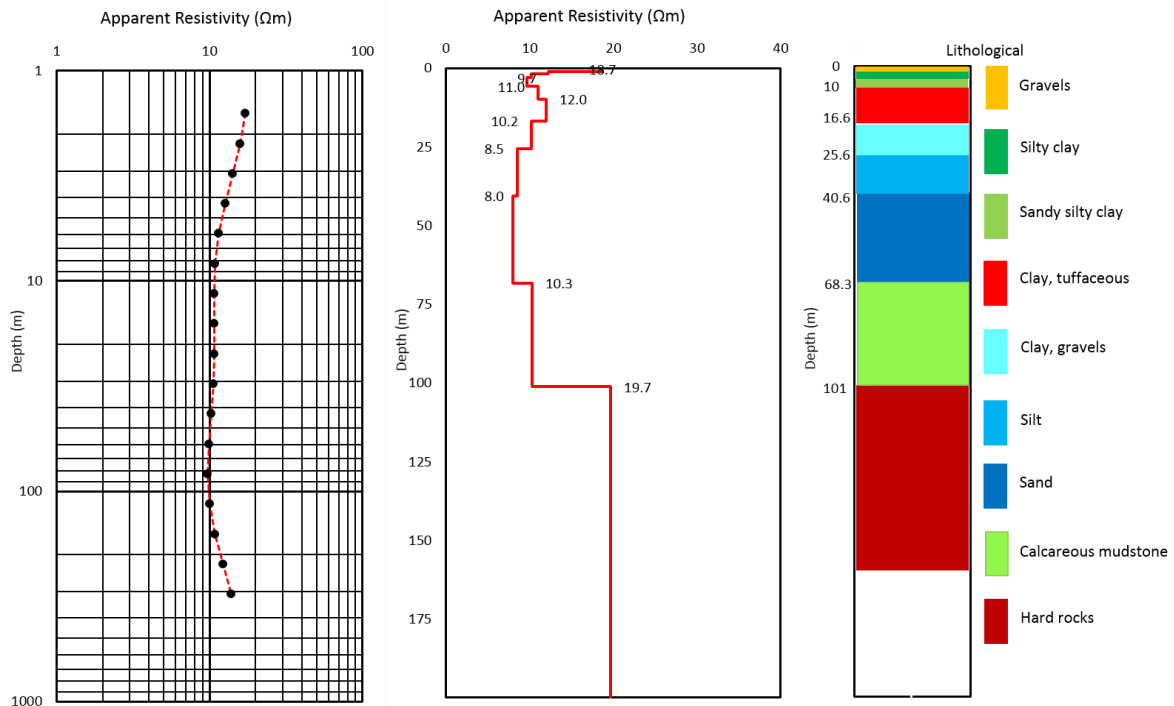 Apparent Resistivity (Ωm)
1
10
100
1
10
100
1000
Depth (m)
Apparent Resistivity (Ωm)
0
10
20
30
40
0
25
50
75
100
125
150
175
Depth (m)
18.7
9.7
11.0
12.0
10.2
8.5
8.0
10.3
19.7
Lithological
0
10
16.6
25.6
40.6
68.3
101
Depth (m)
Gravels
Silty clay
Sandy silty clay
Clay, tuffaceous
Clay, gravels
Silt
Sand
Calcareous mudstone
Hard rocks